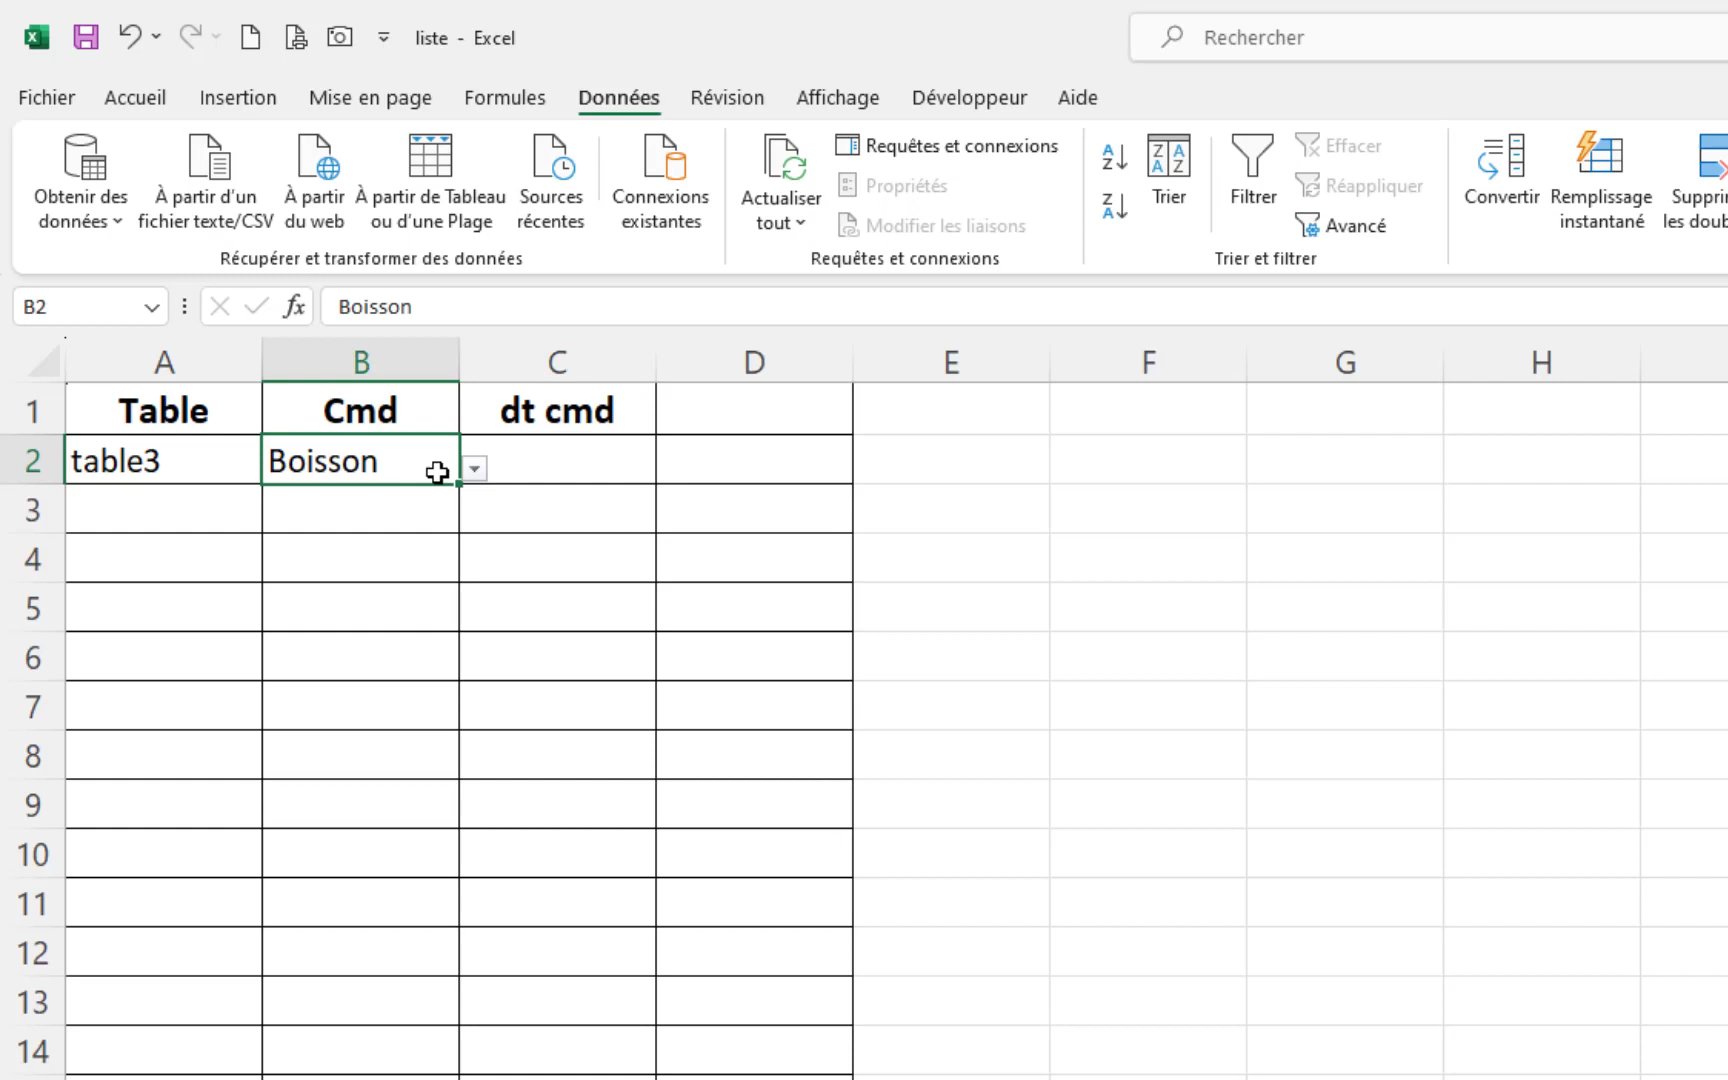 liste - Excel
Rechercher
Fichier Accueil Insertion Mise en page Formules Données Révision Affichage Développeur Aide
Obtenir des données
À partir d'un fichier texte/CSV
À partir du web
À partir de Tableau ou d'une Plage
Sources récentes
Connexions existantes
Récupérer et transformer des données
Actualiser tout
Requêtes et connexions
Propriétés
Modifier les liaisons
Requêtes et connexions
Trier
Filtrer
Effacer
Réappliquer
Avancé
Trier et filtrer
Convertir
Remplissage instantané
B2
fx
Boisson
A B C D E F G H
1 Table Cmd dt cmd
2 table3 Boisson
3
4
5
6
7
8
9
10
11
12
13
14